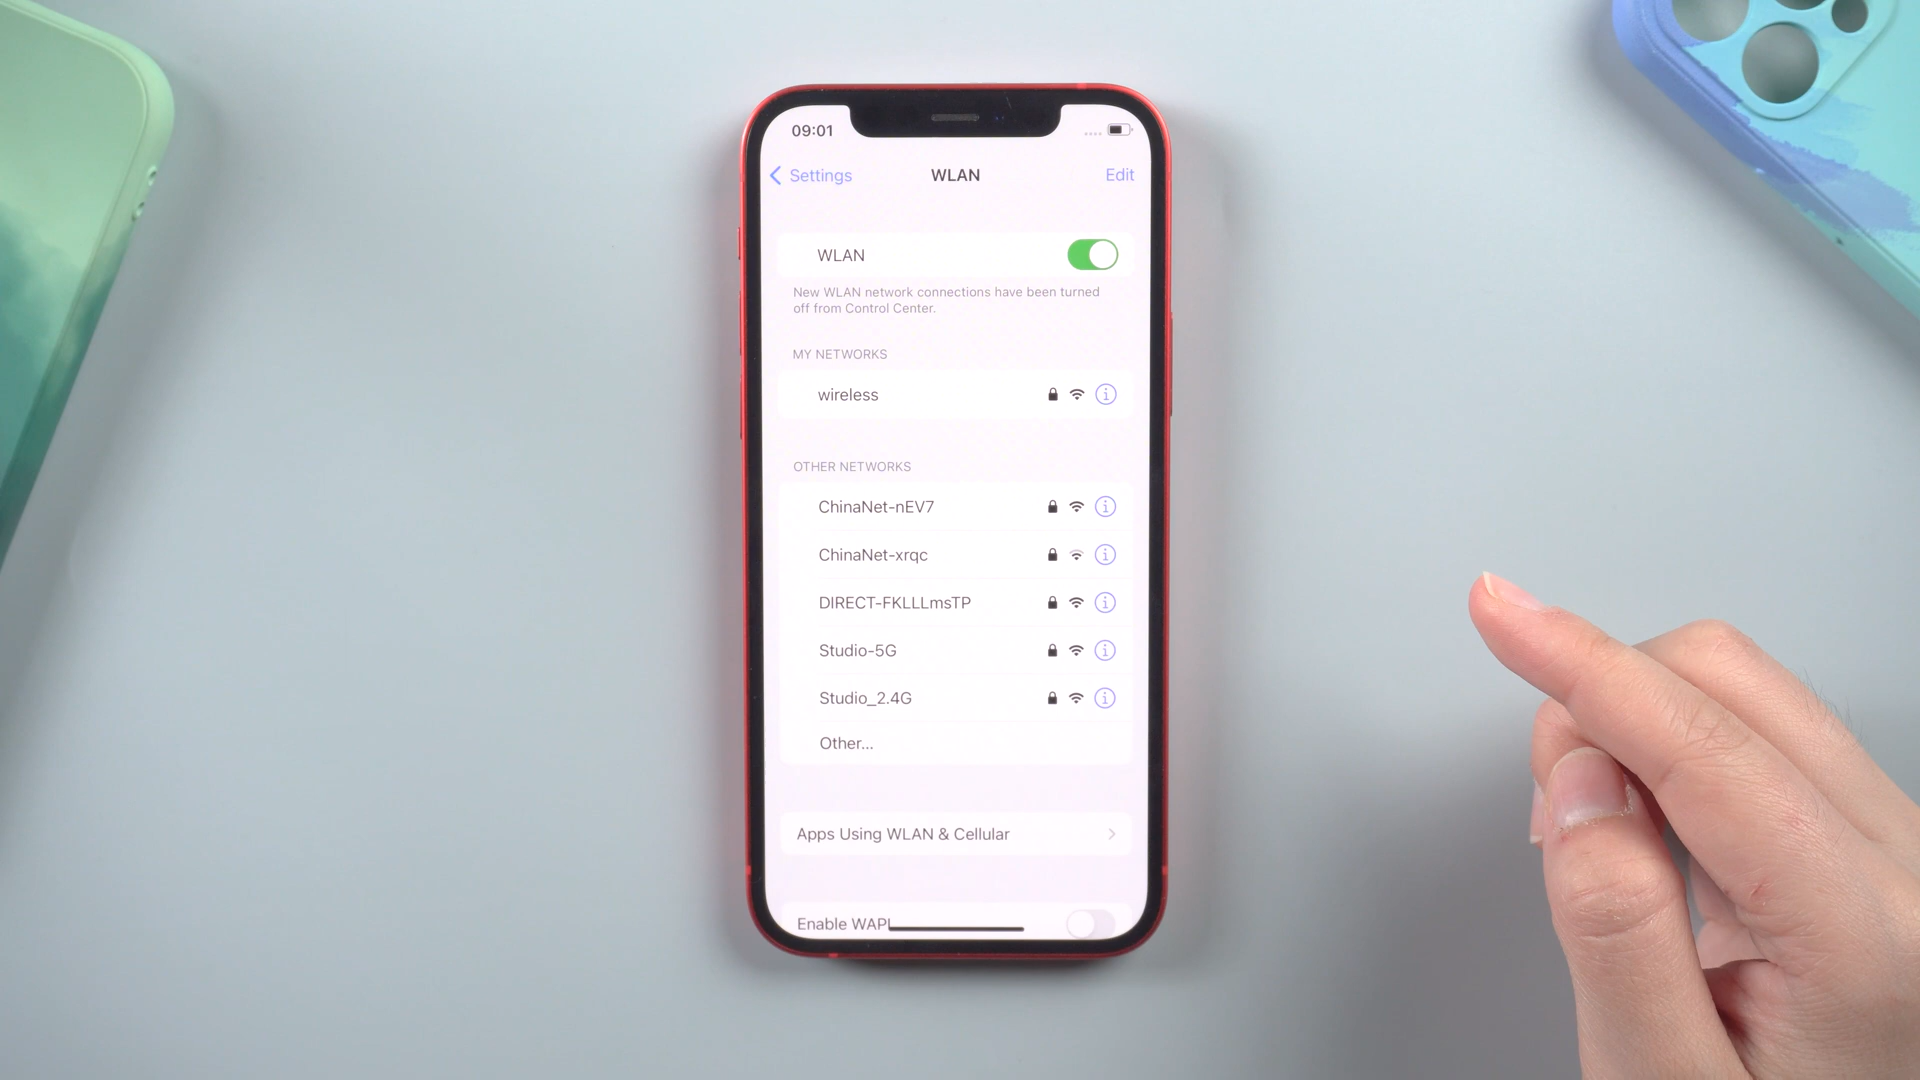 09:01
Settings
WLAN
Edit
WLAN
New WLAN network connections have been turned
off from Control Center.
MY NETWORKS
wireless
OTHER NETWORKS
ChinaNet-nEV7
ChinaNet-xrqc
DIRECT-FKLLLmsTP
Studio-5G
Studio_2.4G
Other...
Apps Using WLAN & Cellular
Enable WAPI